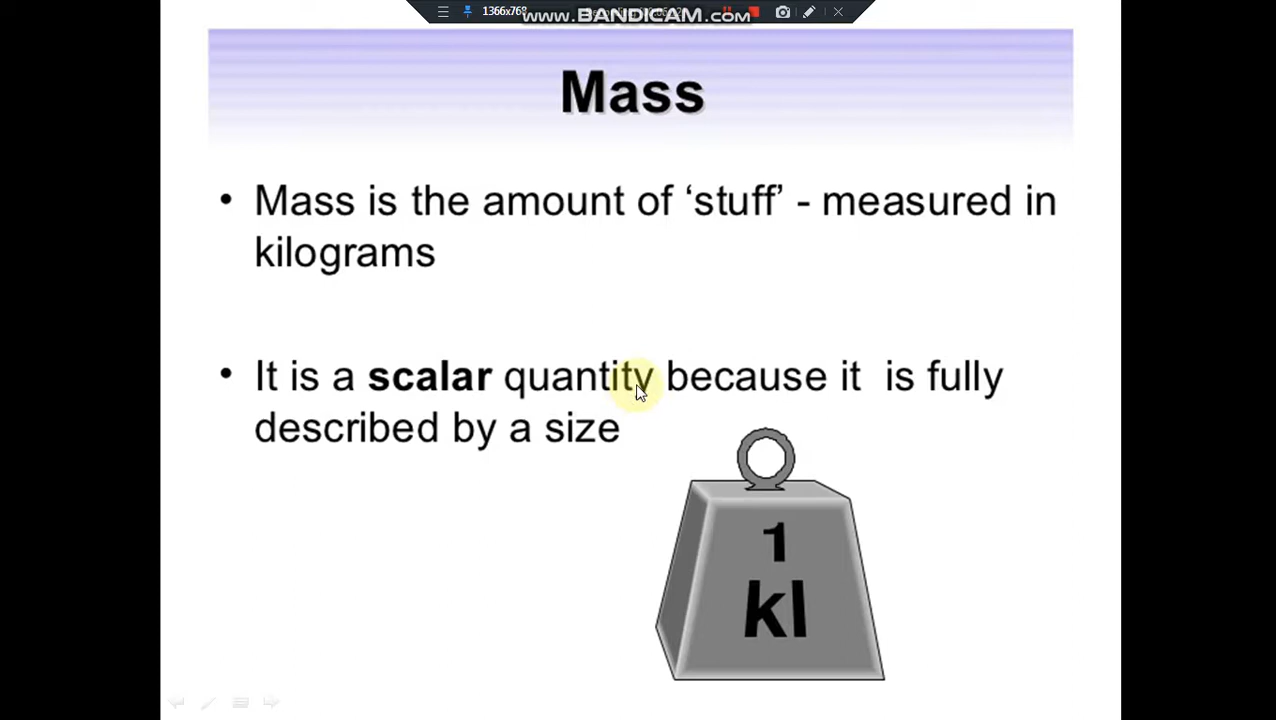 1366x768
www.BANDICAM.com
Mass
• Mass is the amount of ‘stuff’ - measured in
kilograms
• It is a scalar quantity because it  is fully
described by a size
1
kl